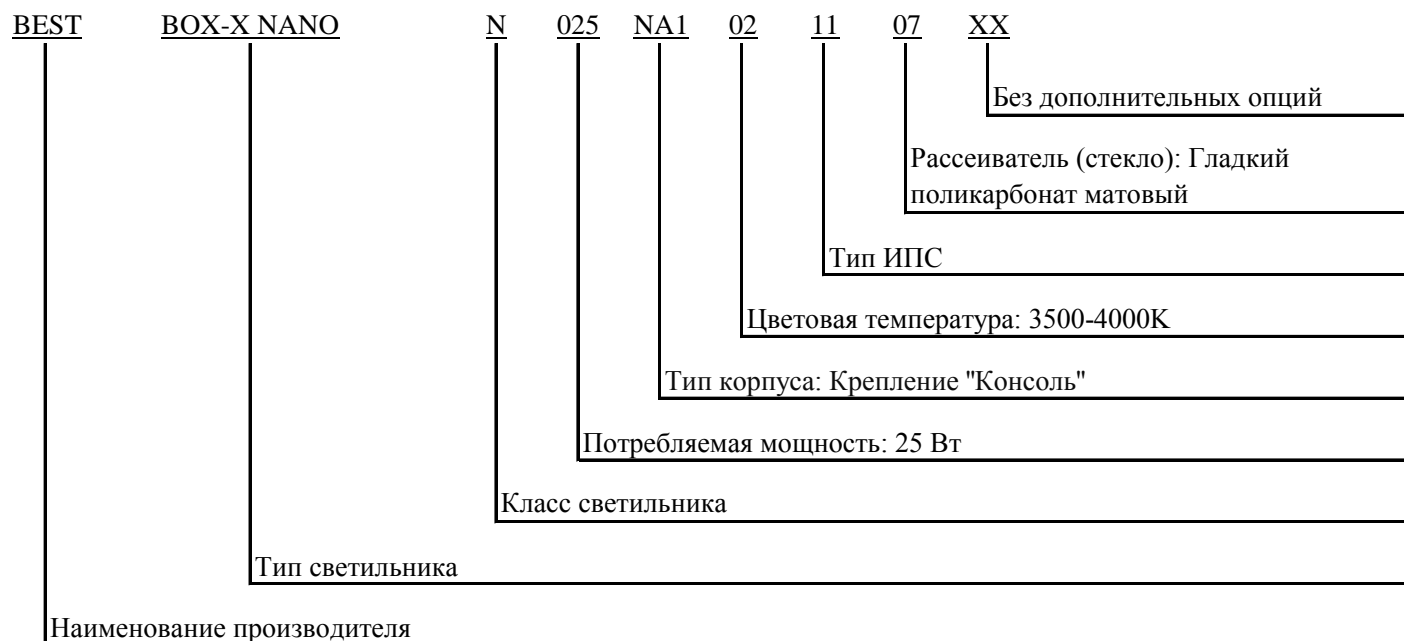 BEST BOX-X NANO N 025 NA1 02 11 07 XX
Без дополнительных опций
Рассеиватель (стекло): Гладкий
поликарбонат матовый
Тип ИПС
Цветовая температура: 3500-4000K
Тип корпуса: Крепление "Консоль"
Потребляемая мощность: 25 Вт
Класс светильника
Тип светильника
Наименование производителя